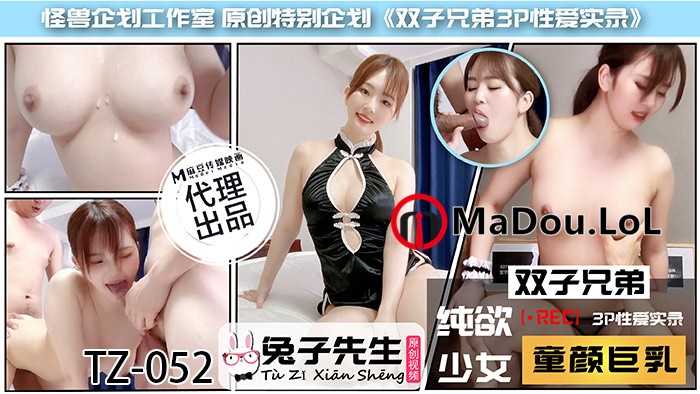 怪兽企划工作室 原创特别企划《双子兄弟3P性爱实录》
麻豆传媒映画
代理
出品
MaDou.LoL
双子兄弟
纯欲
[·REC]
3P性爱实录
少女
童颜巨乳
TZ-052
兔子先生
原创视频
Tù Zǐ Xiān Shēng